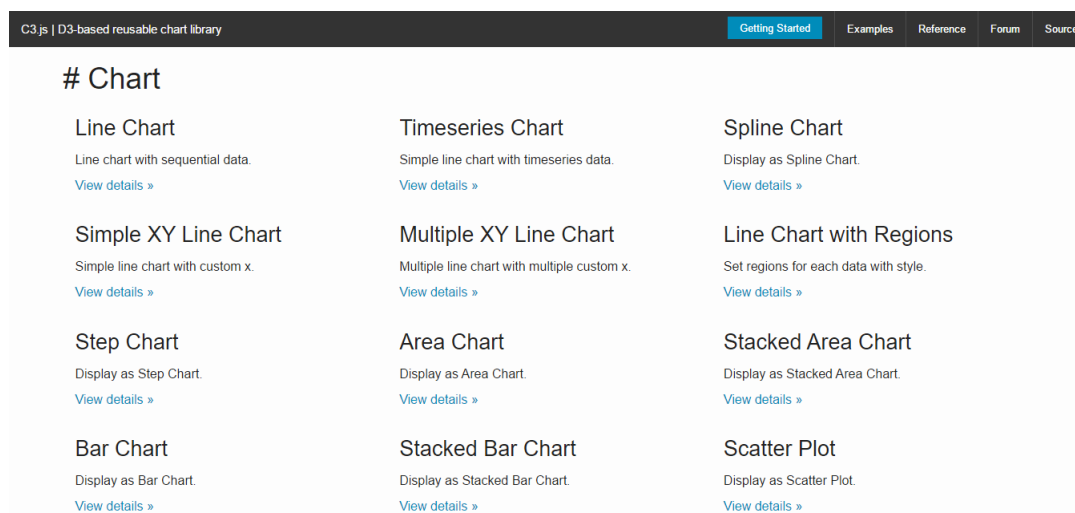 C3.js | D3-based reusable chart library
Getting Started
Examples
Reference
Forum
Source
# Chart
Line Chart
Timeseries Chart
Spline Chart
Line chart with sequential data.
Simple line chart with timeseries data.
Display as Spline Chart.
View details »
View details »
View details »
Simple XY Line Chart
Multiple XY Line Chart
Line Chart with Regions
Simple line chart with custom x.
Multiple line chart with multiple custom x.
Set regions for each data with style.
View details »
View details »
View details »
Step Chart
Area Chart
Stacked Area Chart
Display as Step Chart.
Display as Area Chart.
Display as Stacked Area Chart.
View details »
View details »
View details »
Bar Chart
Stacked Bar Chart
Scatter Plot
Display as Bar Chart.
Display as Stacked Bar Chart.
Display as Scatter Plot.
View details »
View details »
View details »